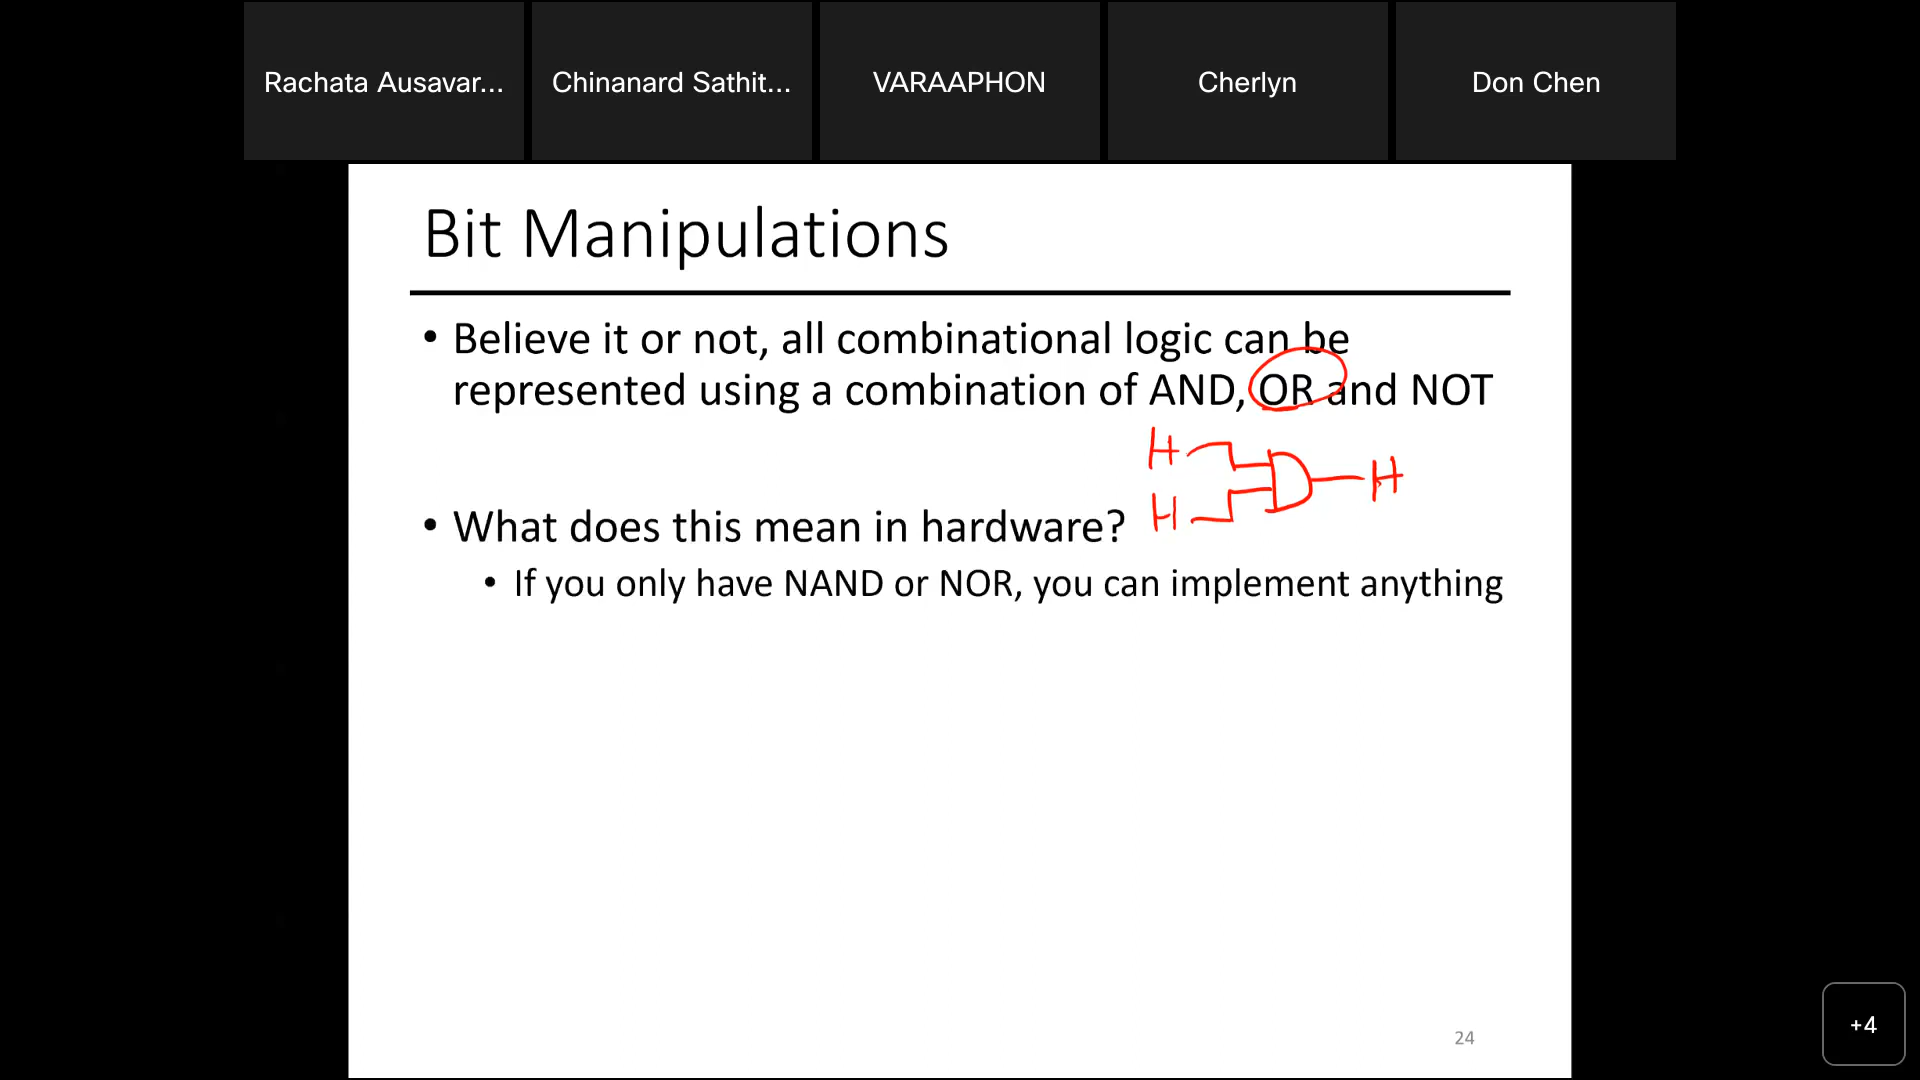 Rachata Ausavar... Chinanard Sathit... VARAAPHON Cherlyn Don Chen
Bit Manipulations
• Believe it or not, all combinational logic can be
represented using a combination of AND, OR and NOT
H
H
H
• What does this mean in hardware?
• If you only have NAND or NOR, you can implement anything
24
+4